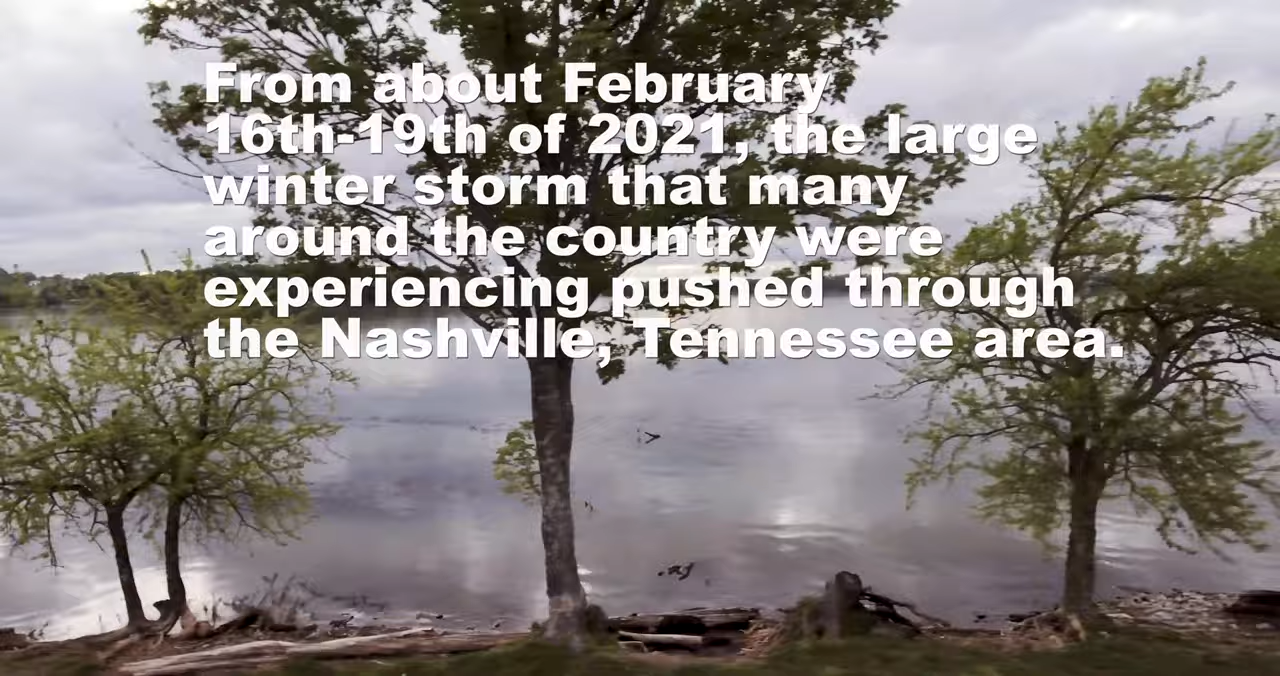 From about February
16th-19th of 2021, the large
winter storm that many
around the country were
experiencing pushed through
the Nashville, Tennessee area.